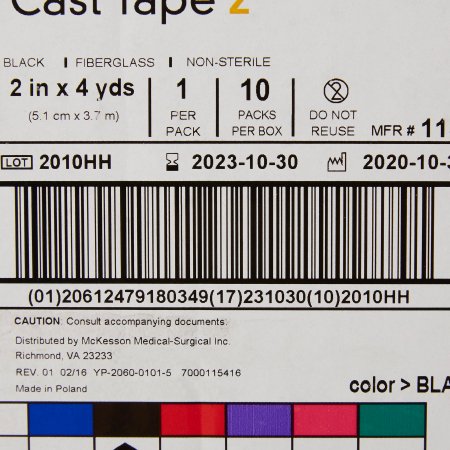 Cast Tape 2
BLACK | FIBERGLASS | NON-STERILE
2 in x 4 yds
(5.1 cm x 3.7 m)
1
PER
PACK
10
PACKS
PER BOX
DO NOT
REUSE
MFR # 11
LOT 2010HH 2023-10-30 2020-10-
(01)20612479180349(17)231030(10)2010HH
CAUTION: Consult accompanying documents.
Distributed by McKesson Medical-Surgical Inc.
Richmond, VA 23233
REV. 01 02/16 YP-2060-0101-5 7000115416
Made in Poland
color > BLA